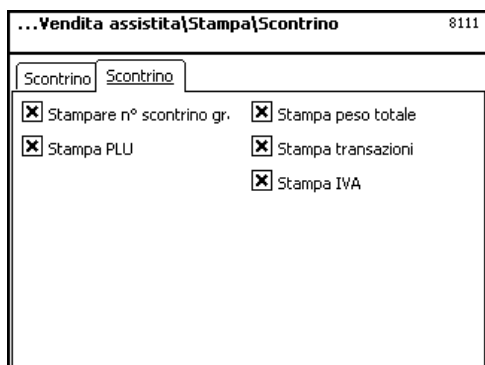 ...Vendita assistita\Stampa\Scontrino 8111
Scontrino Scontrino
Stampare n° scontrino gr. Stampa peso totale
Stampa PLU Stampa transazioni
Stampa IVA